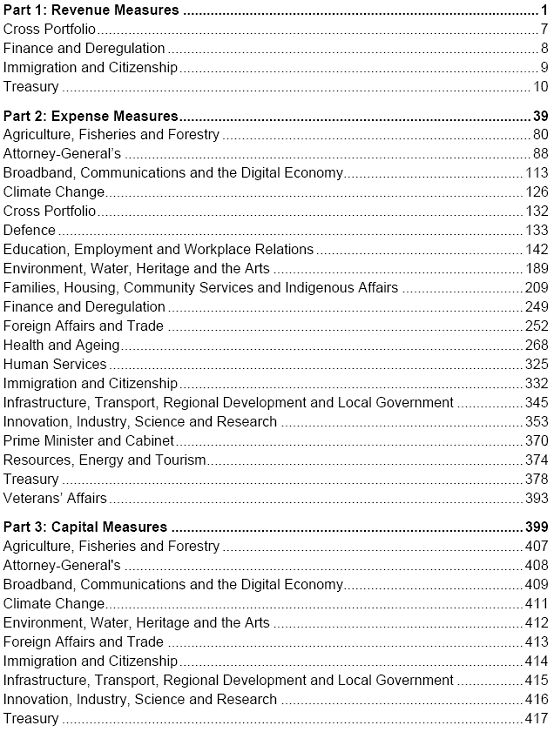 Part 1: Revenue Measures ........ 1
Cross Portfolio ........ 7
Finance and Deregulation ........ 8
Immigration and Citizenship ........ 9
Treasury ........ 10
Part 2: Expense Measures ........ 39
Agriculture, Fisheries and Forestry ........ 80
Attorney-General's ........ 88
Broadband, Communications and the Digital Economy ........ 113
Climate Change ........ 126
Cross Portfolio ........ 132
Defence ........ 133
Education, Employment and Workplace Relations ........ 142
Environment, Water, Heritage and the Arts ........ 189
Families, Housing, Community Services and Indigenous Affairs ........ 209
Finance and Deregulation ........ 249
Foreign Affairs and Trade ........ 252
Health and Ageing ........ 268
Human Services ........ 325
Immigration and Citizenship ........ 332
Infrastructure, Transport, Regional Development and Local Government ........ 345
Innovation, Industry, Science and Research ........ 353
Prime Minister and Cabinet ........ 370
Resources, Energy and Tourism ........ 374
Treasury ........ 378
Veterans' Affairs ........ 393
Part 3: Capital Measures ........ 399
Agriculture, Fisheries and Forestry ........ 407
Attorney-General's ........ 408
Broadband, Communications and the Digital Economy ........ 409
Climate Change ........ 411
Environment, Water, Heritage and the Arts ........ 412
Foreign Affairs and Trade ........ 413
Immigration and Citizenship ........ 414
Infrastructure, Transport, Regional Development and Local Government ........ 415
Innovation, Industry, Science and Research ........ 416
Treasury ........ 417